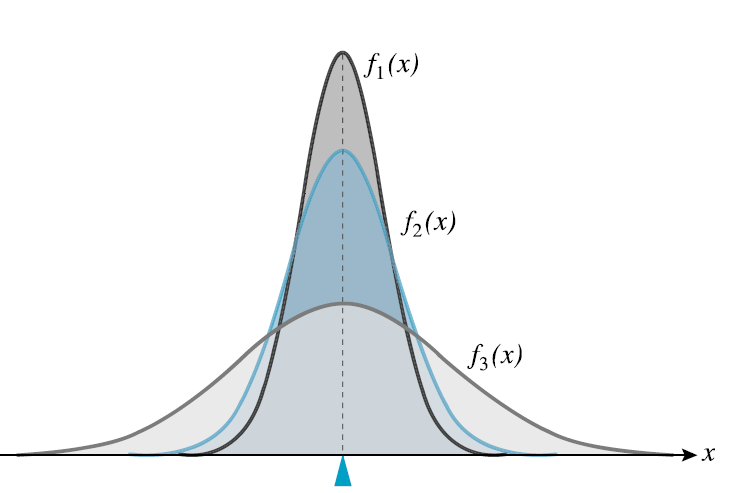 f₁(x)
f₂(x)
f₃(x)
x